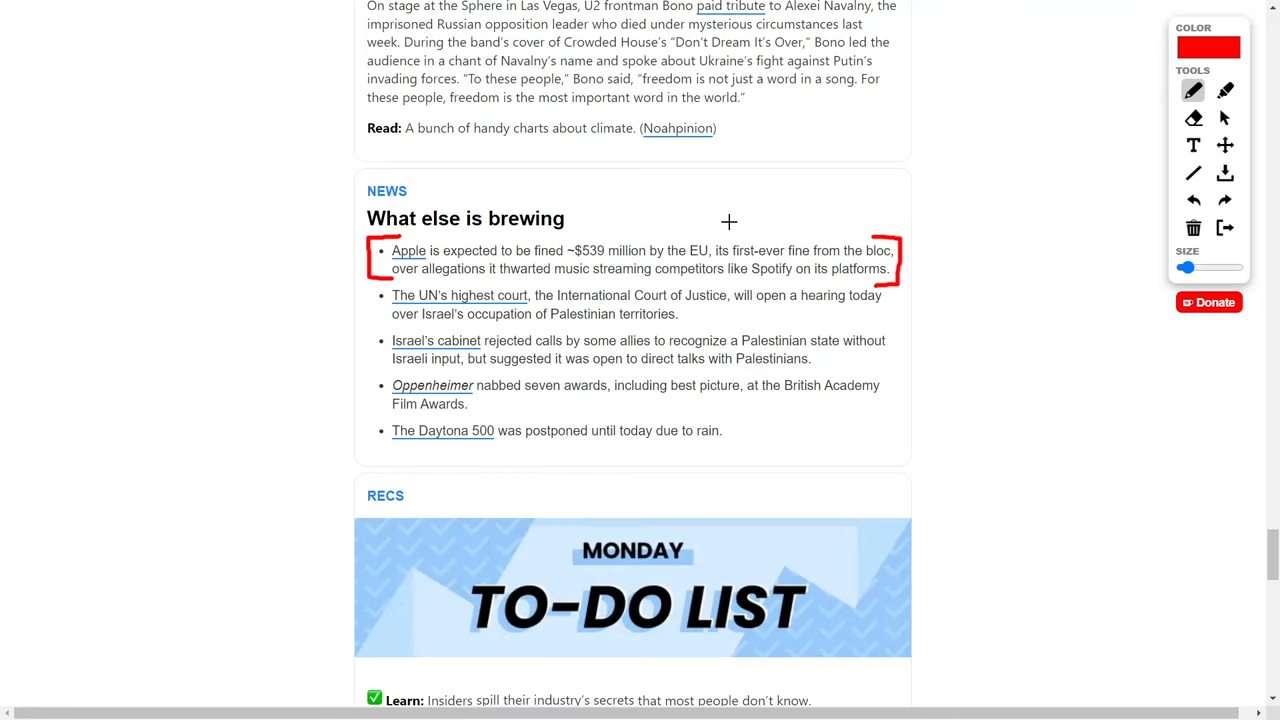 On stage at the Sphere in Las Vegas, U2 frontman Bono paid tribute to Alexei Navalny, the
imprisoned Russian opposition leader who died under mysterious circumstances last
week. During the band's cover of Crowded House's “Don't Dream It's Over,” Bono led the
audience in a chant of Navalny's name and spoke about Ukraine's fight against Putin's
invading forces. “To these people,” Bono said, “freedom is not just a word in a song. For
these people, freedom is the most important word in the world.”
Read: A bunch of handy charts about climate. (Noahpinion)
NEWS
What else is brewing
• Apple is expected to be fined ~$539 million by the EU, its first-ever fine from the bloc,
over allegations it thwarted music streaming competitors like Spotify on its platforms.
• The UN's highest court, the International Court of Justice, will open a hearing today
over Israel's occupation of Palestinian territories.
• Israel's cabinet rejected calls by some allies to recognize a Palestinian state without
Israeli input, but suggested it was open to direct talks with Palestinians.
• Oppenheimer nabbed seven awards, including best picture, at the British Academy
Film Awards.
• The Daytona 500 was postponed until today due to rain.
RECS
MONDAY
TO-DO LIST
Learn: Insiders spill their industry's secrets that most people don't know.
COLOR
TOOLS
T
SIZE
Donate